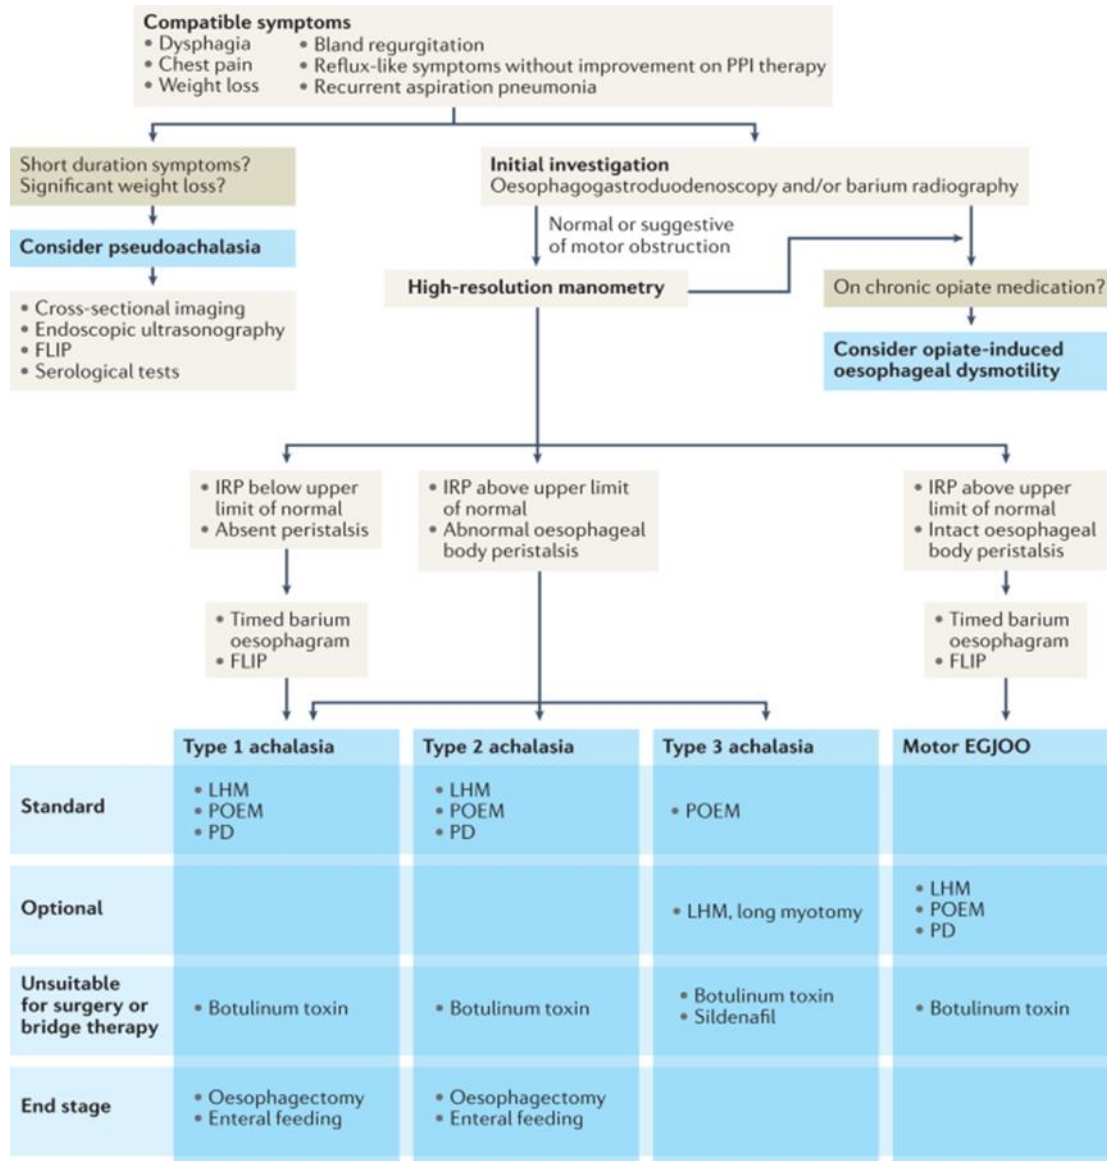 Compatible symptoms
• Dysphagia
• Chest pain
• Weight loss
• Bland regurgitation
• Reflux-like symptoms without improvement on PPI therapy
• Recurrent aspiration pneumonia
Short duration symptoms?
Significant weight loss?
Initial investigation
Oesophagogastroduodenoscopy and/or barium radiography
Consider pseudoachalasia
Normal or suggestive
of motor obstruction
High-resolution manometry
On chronic opiate medication?
• Cross-sectional imaging
• Endoscopic ultrasonography
• FLIP
• Serological tests
Consider opiate-induced
oesophageal dysmotility
• IRP below upper
limit of normal
• Absent peristalsis
• IRP above upper limit
of normal
• Abnormal oesophageal
body peristalsis
• IRP above upper
limit of normal
• Intact oesophageal
body peristalsis
• Timed barium
oesophagram
• FLIP
• Timed barium
oesophagram
• FLIP
Type 1 achalasia
Type 2 achalasia
Type 3 achalasia
Motor EGJOO
Standard
• LHM
• POEM
• PD
• LHM
• POEM
• PD
• POEM
Optional
• LHM, long myotomy
• LHM
• POEM
• PD
Unsuitable
for surgery or
bridge therapy
• Botulinum toxin
• Botulinum toxin
• Botulinum toxin
• Sildenafil
• Botulinum toxin
End stage
• Oesophagectomy
• Enteral feeding
• Oesophagectomy
• Enteral feeding